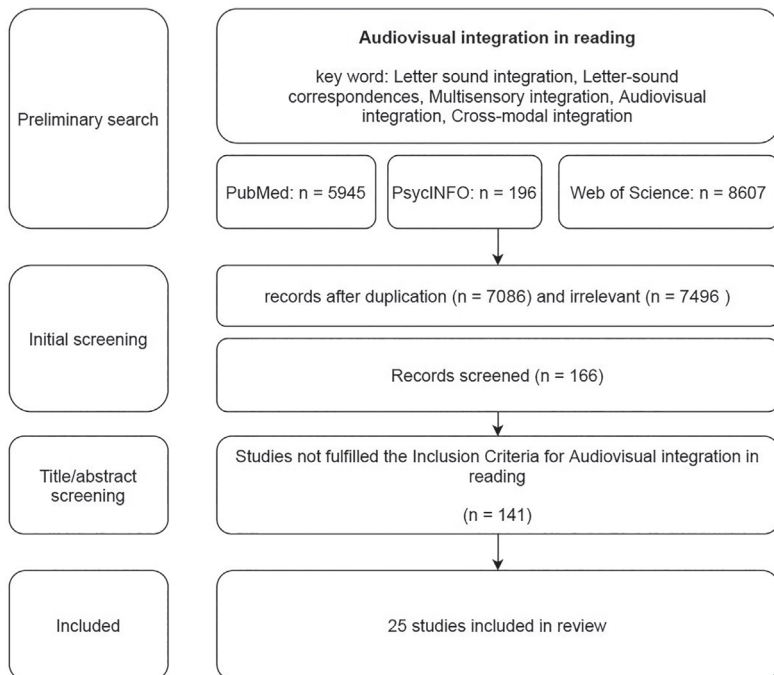 Preliminary search
Audiovisual integration in reading
key word: Letter sound integration, Letter-sound
correspondences, Multisensory integration, Audiovisual
integration, Cross-modal integration
PubMed: n = 5945
PsycINFO: n = 196
Web of Science: n = 8607
Initial screening
records after duplication (n = 7086) and irrelevant (n = 7496 )
Records screened (n = 166)
Title/abstract
screening
Studies not fulfilled the Inclusion Criteria for Audiovisual integration in
reading
(n = 141)
Included
25 studies included in review